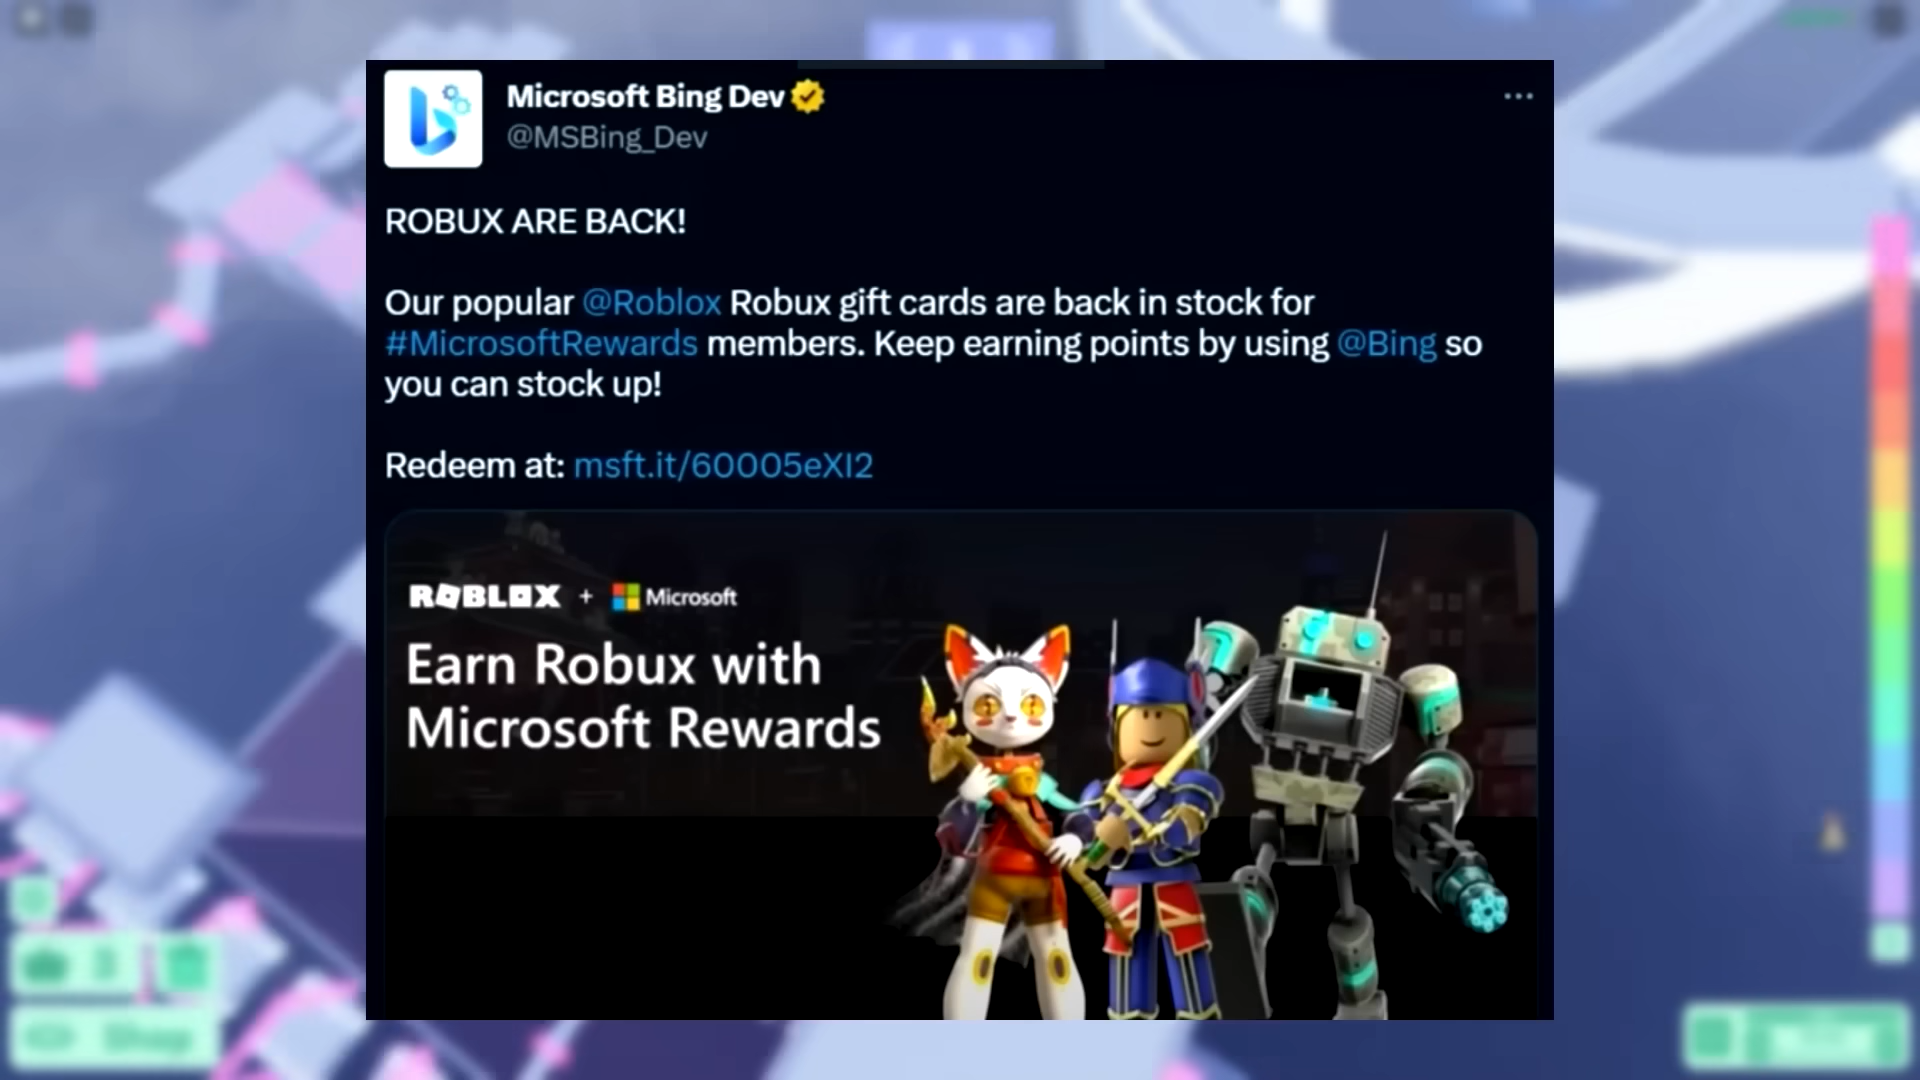 Microsoft Bing Dev
@MSBing_Dev
ROBUX ARE BACK!
Our popular @Roblox Robux gift cards are back in stock for
#MicrosoftRewards members. Keep earning points by using @Bing so
you can stock up!
Redeem at: msft.it/60005eXI2
ROBLOX + Microsoft
Earn Robux with
Microsoft Rewards
3
Shop